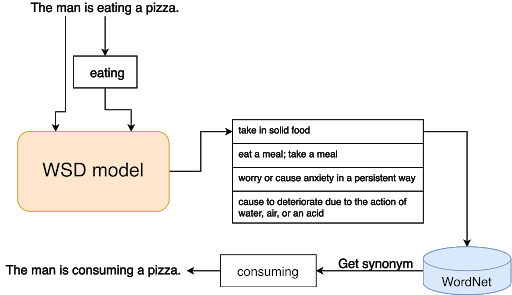 The man is eating a pizza.
eating
WSD model
take in solid food
eat a meal; take a meal
worry or cause anxiety in a persistent way
cause to deteriorate due to the action of
water, air, or an acid
The man is consuming a pizza.
consuming
Get synonym
WordNet